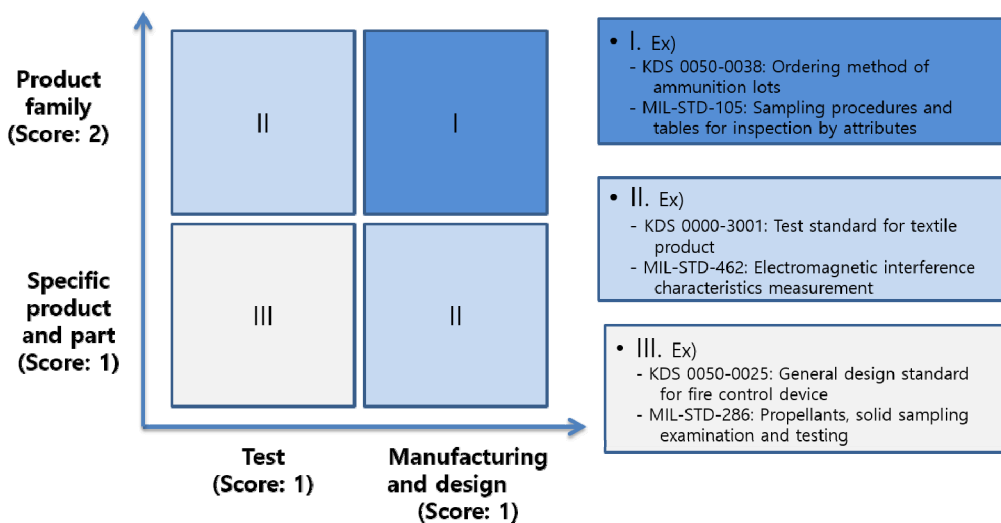 Product
family
(Score: 2)
II
I
Specific
product
and part
(Score: 1)
III
II
Test
(Score: 1)
Manufacturing
and design
(Score: 1)
• I. Ex)
- KDS 0050-0038: Ordering method of
ammunition lots
- MIL-STD-105: Sampling procedures and
tables for inspection by attributes
• II. Ex)
- KDS 0000-3001: Test standard for textile
product
- MIL-STD-462: Electromagnetic interference
characteristics measurement
• III. Ex)
- KDS 0050-0025: General design standard
for fire control device
- MIL-STD-286: Propellants, solid sampling
examination and testing